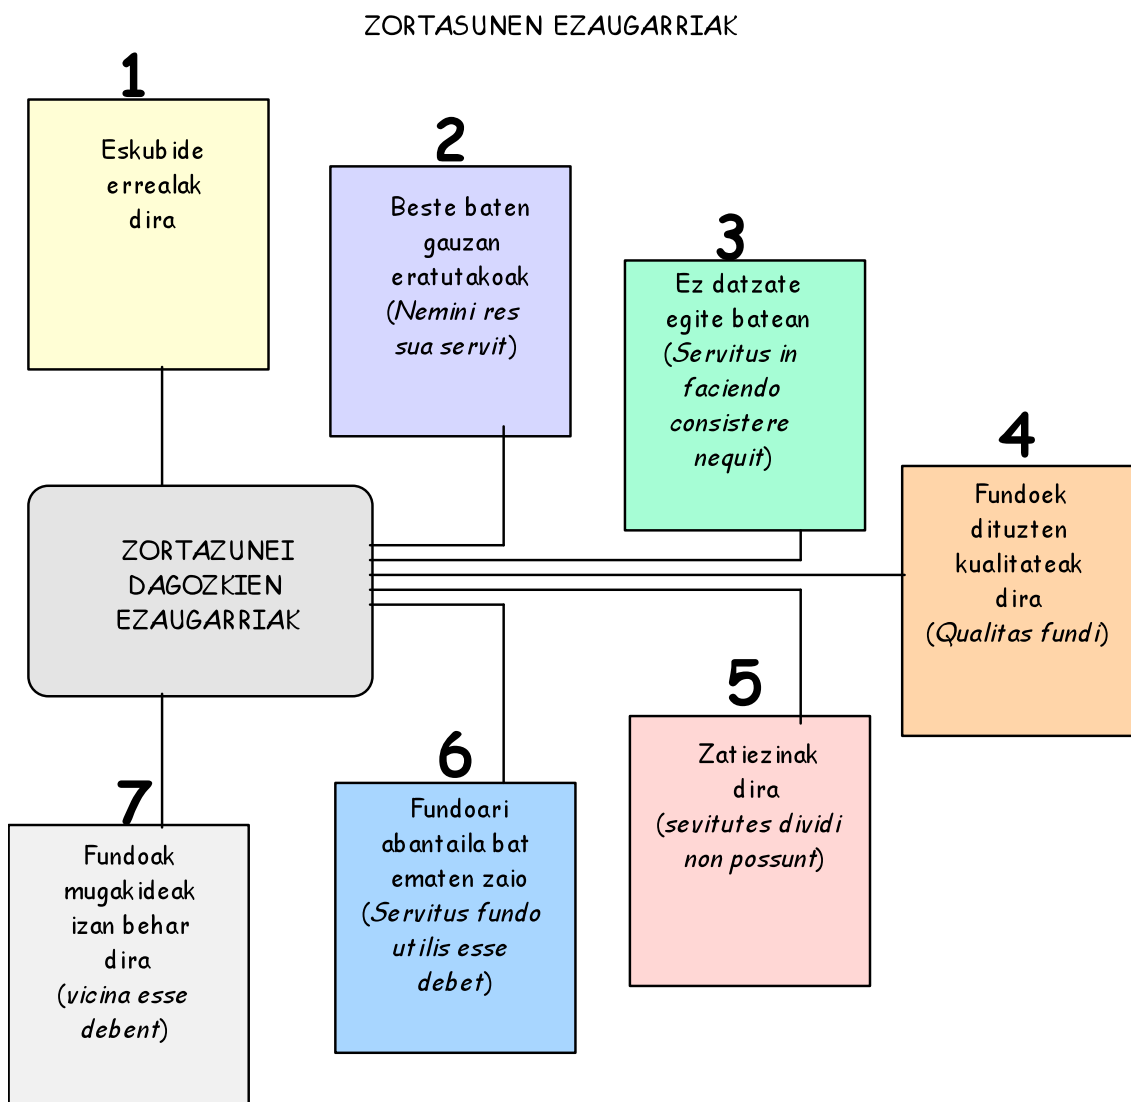 ZORTASUNEN EZAUGARRIAK
1
Eskubide
errealak
dira
2
Beste baten
gauzan
eratutakoak
(Nemini res
sua servit)
3
Ez datzate
egite batean
(Servitus in
faciendo
consistere
nequit)
4
Fundoek
dituzten
kualitateak
dira
(Qualitas fundi)
ZORTAZUNEI
DAGOZKIEN
EZAUGARRIAK
5
Zatiezinak
dira
(sevitutes dividi
non possunt)
6
Fundoari
abantaila bat
ematen zaio
(Servitus fundo
utilis esse
debet)
7
Fundoak
mugakideak
izan behar
dira
(vicina esse
debent)